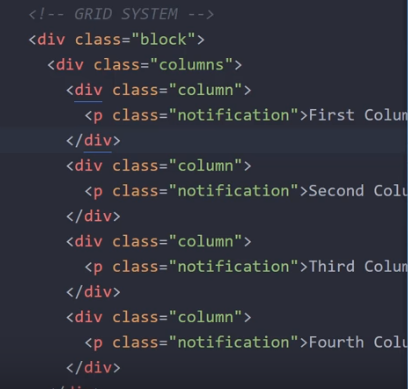 <!-- GRID SYSTEM -->
<div class="block">
<div class="columns">
<div class="column">
<p class="notification">First Colum
</div>
<div class="column">
<p class="notification">Second Colu
</div>
<div class="column">
<p class="notification">Third Colum
</div>
<div class="column">
<p class="notification">Fourth Colu
</div>